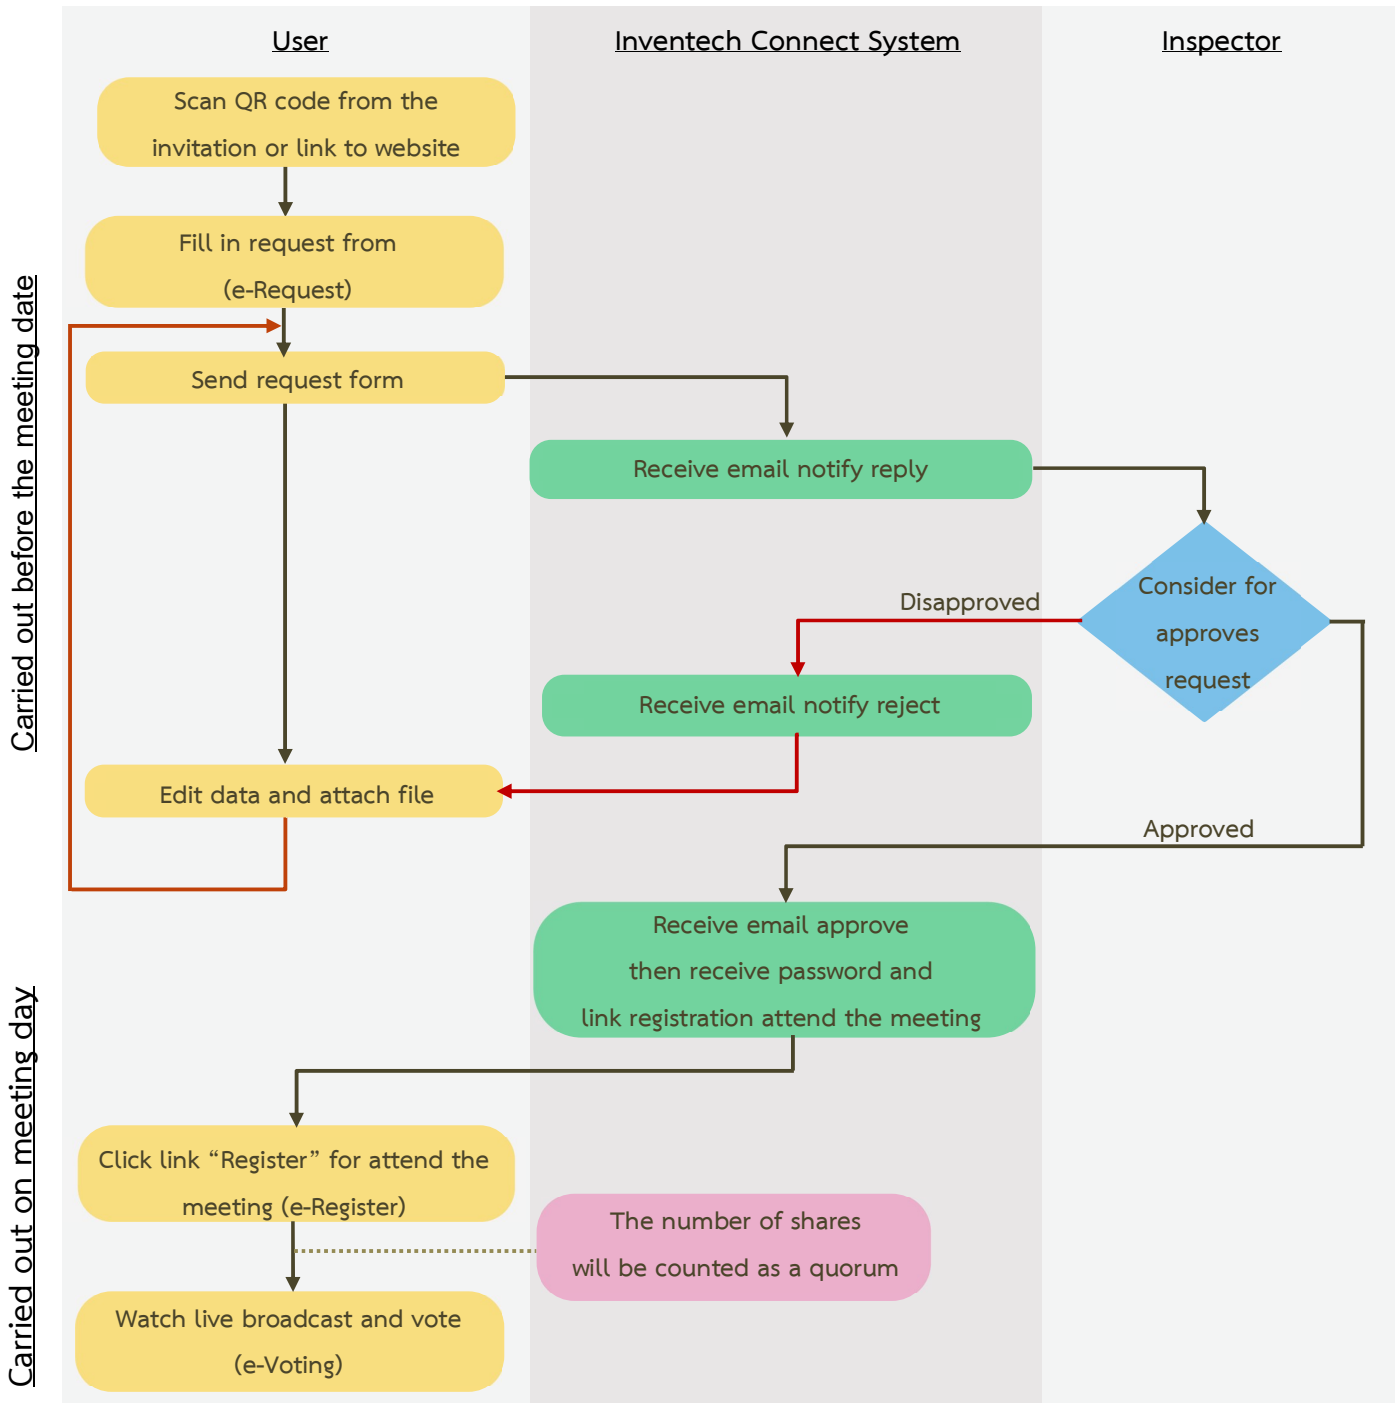 User
Inventech Connect System
Inspector
Carried out before the meeting date
Scan QR code from the
invitation or link to website
Fill in request from
(e-Request)
Send request form
Receive email notify reply
Consider for
approves
request
Disapproved
Receive email notify reject
Edit data and attach file
Approved
Receive email approve
then receive password and
link registration attend the meeting
Carried out on meeting day
Click link “Register” for attend the
meeting (e-Register)
The number of shares
will be counted as a quorum
Watch live broadcast and vote
(e-Voting)